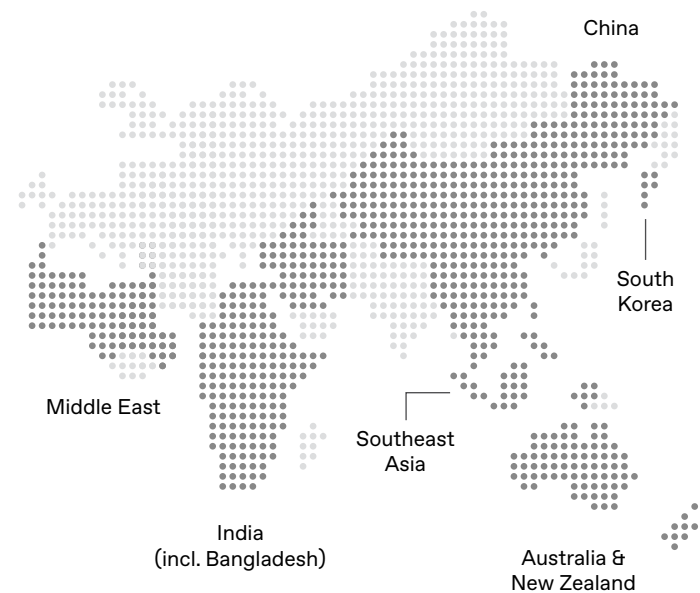 China
South
Korea
Middle East
Southeast
Asia
India
(incl. Bangladesh)
Australia &
New Zealand